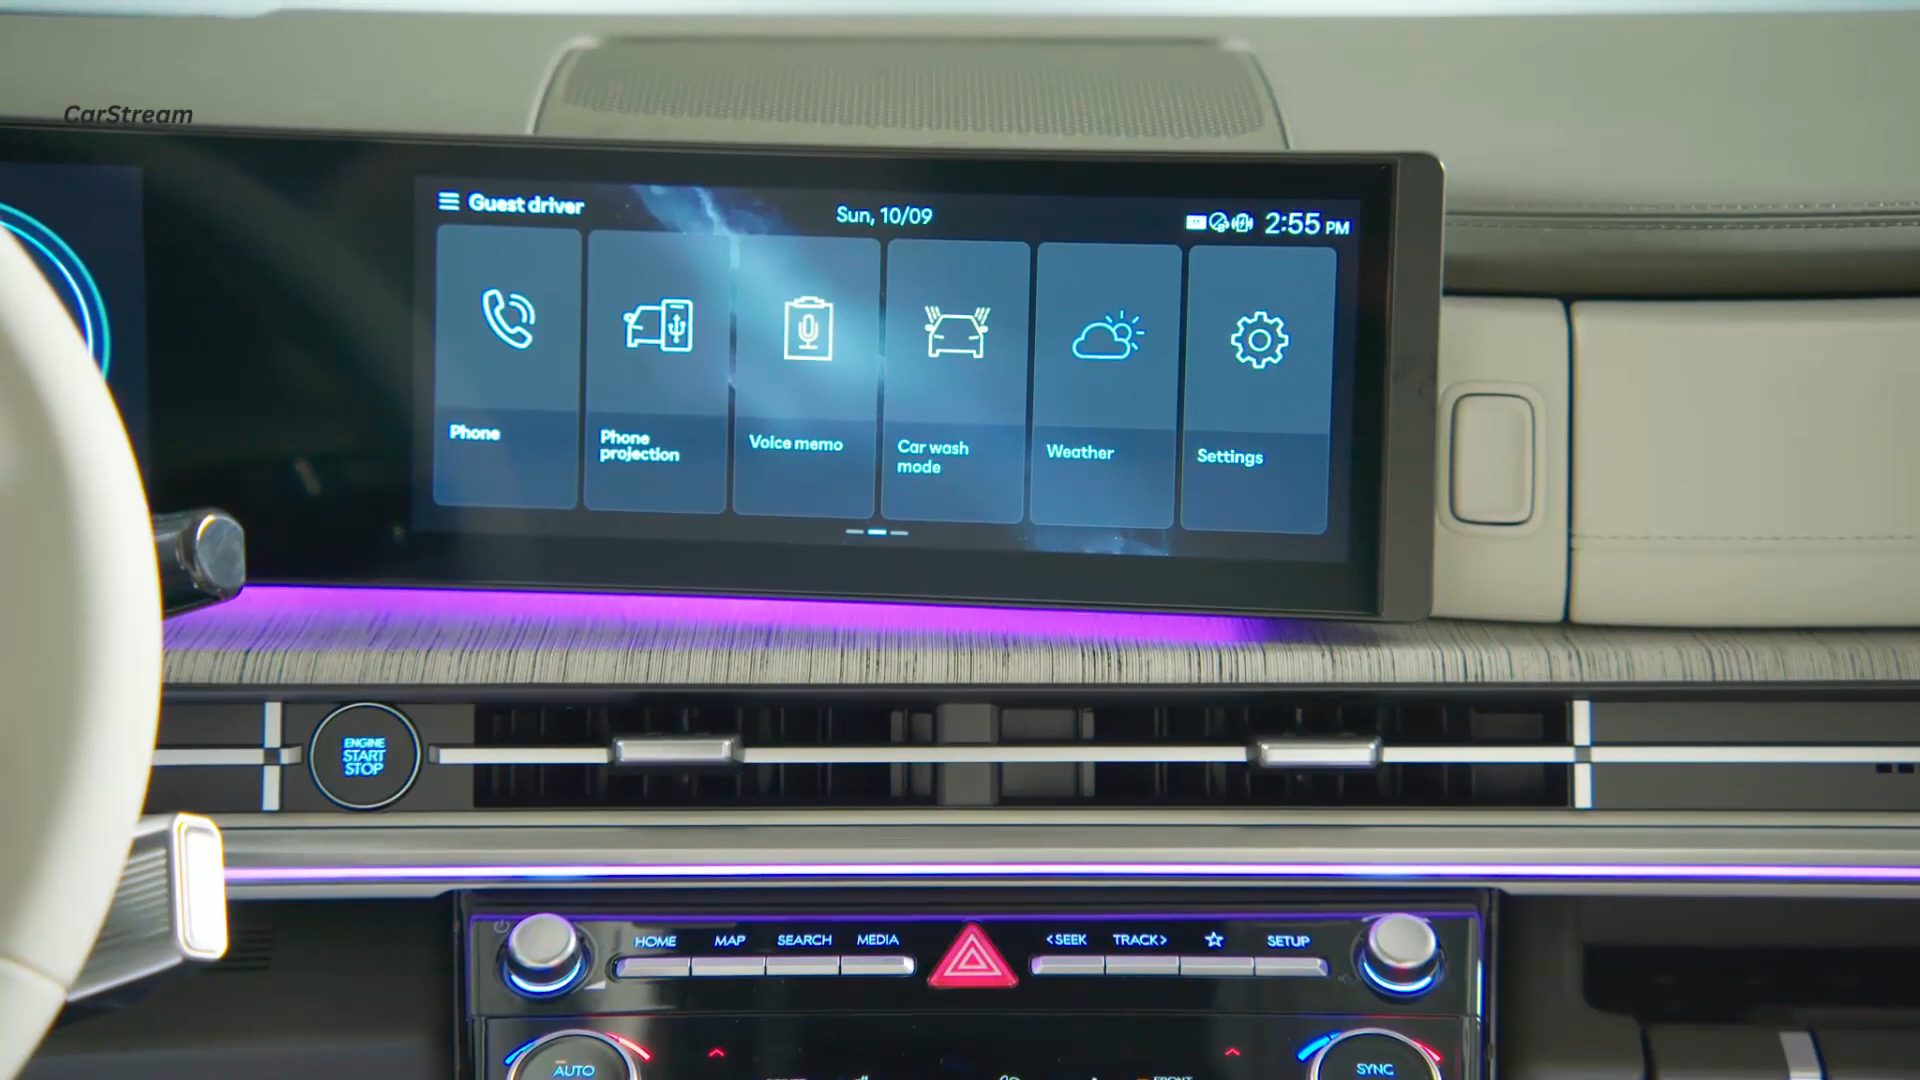 CarStream
Guest driver
Sun, 10/09
2:55 PM
Phone
Phone
projection
Voice memo
Car wash
mode
Weather
Settings
ENGINE
START
STOP
HOME
MAP
SEARCH
MEDIA
<SEEK
TRACK>
SETUP
AUTO
SYNC
FRONT